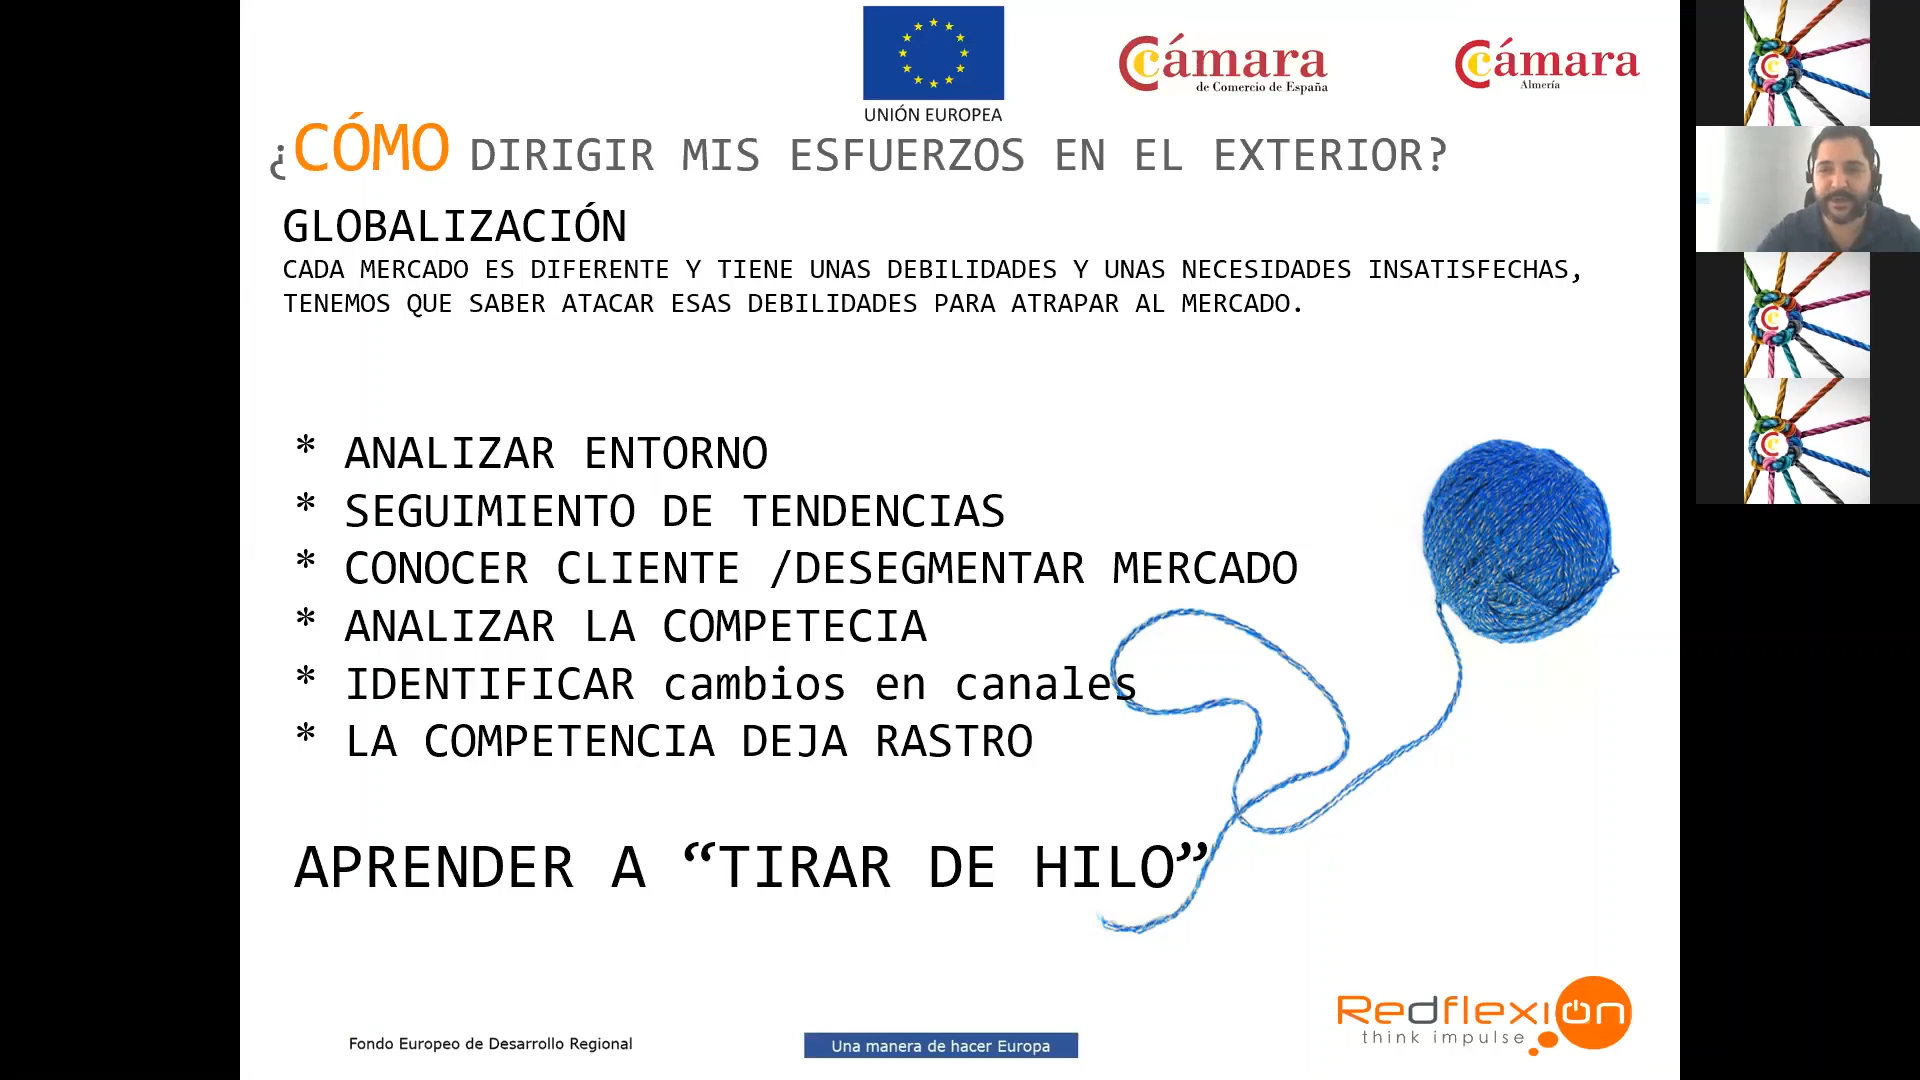 UNIÓN EUROPEA
Cámara
de Comercio de España
Cámara
Almería
¿CÓMO DIRIGIR MIS ESFUERZOS EN EL EXTERIOR?
GLOBALIZACIÓN
CADA MERCADO ES DIFERENTE Y TIENE UNAS DEBILIDADES Y UNAS NECESIDADES INSATISFECHAS,
TENEMOS QUE SABER ATACAR ESAS DEBILIDADES PARA ATRAPAR AL MERCADO.
* ANALIZAR ENTORNO
* SEGUIMIENTO DE TENDENCIAS
* CONOCER CLIENTE /DESEGMENTAR MERCADO
* ANALIZAR LA COMPETECIA
* IDENTIFICAR cambios en canales
* LA COMPETENCIA DEJA RASTRO
APRENDER A “TIRAR DE HILO”
Redflexion
think impulse
Fondo Europeo de Desarrollo Regional
Una manera de hacer Europa